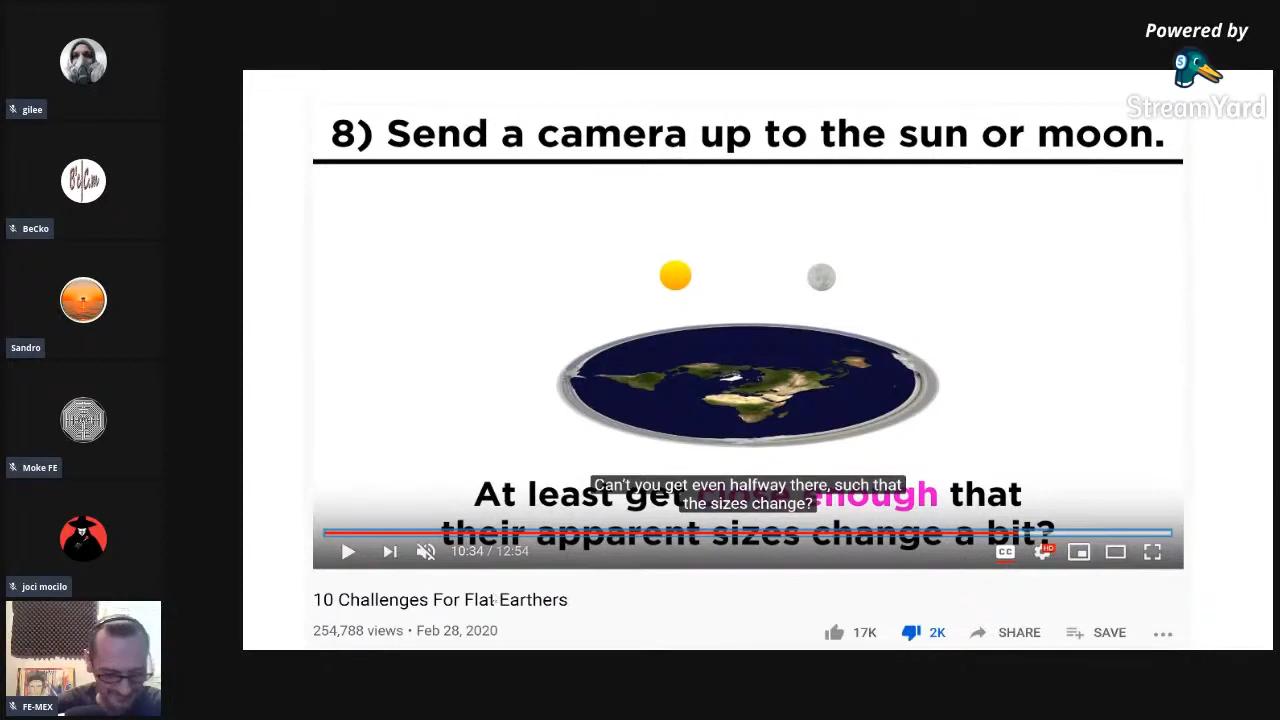 Powered by
StreamYard
gilee
BeCko
Sandro
Moke FE
joci mocilo
FE-MEX
8) Send a camera up to the sun or moon.
Can't you get even halfway there, such that
the sizes change?
At least get close enough that
their apparent sizes change a bit?
10:34 / 12:54
CC
HD
10 Challenges For Flat Earthers
254,788 views • Feb 28, 2020
17K
2K
SHARE
SAVE